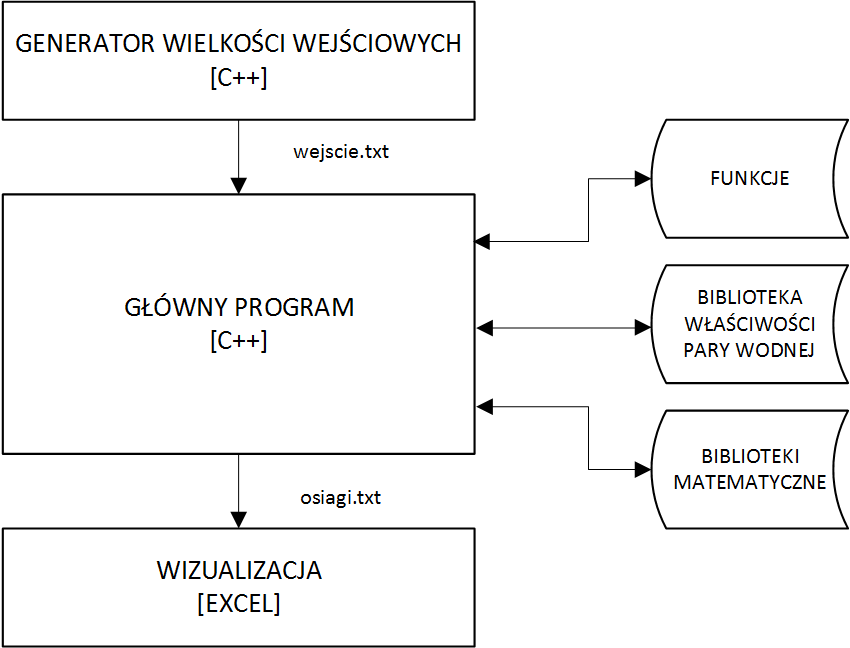 GENERATOR WIELKOŚCI WEJŚCIOWYCH
[C++]
wejscie.txt
FUNKCJE
GŁÓWNY PROGRAM
[C++]
BIBLIOTEKA
WŁAŚCIWOŚCI
PARY WODNEJ
BIBLIOTEKI
MATEMATYCZNE
osiagi.txt
WIZUALIZACJA
[EXCEL]